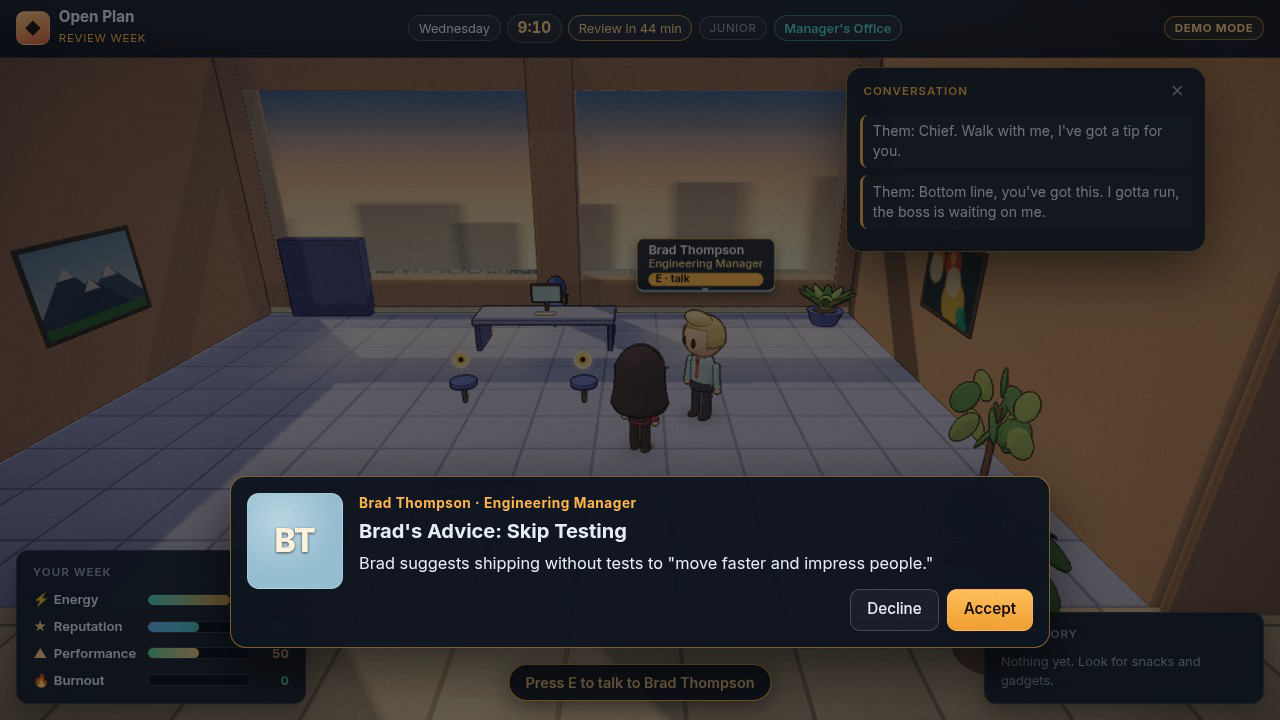 Open Plan
REVIEW WEEK
Wednesday
9:10
Review in 44 min
JUNIOR
Manager's Office
DEMO MODE
CONVERSATION
Them: Chief. Walk with me, I've got a tip for
you.
Them: Bottom line, you've got this. I gotta run,
the boss is waiting on me.
Brad Thompson
Engineering Manager
E · talk
BT
Brad Thompson · Engineering Manager
Brad's Advice: Skip Testing
Brad suggests shipping without tests to "move faster and impress people."
Decline
Accept
YOUR WEEK
Energy
Reputation
Performance
50
Burnout
0
Nothing yet. Look for snacks and
gadgets.
Press E to talk to Brad Thompson